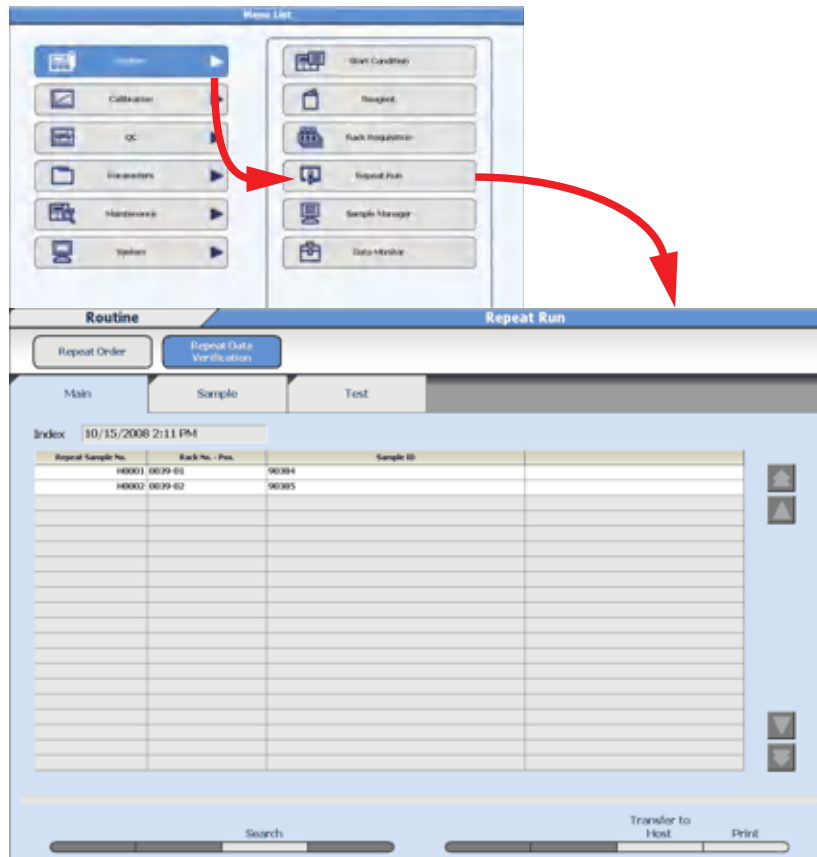 Menu List
Routine
Start Condition
Calibration
Reagent
QC
Rack Requisition
Parameters
Repeat Run
Maintenance
Sample Manager
System
Data Monitor
Routine
Repeat Run
Repeat Order
Repeat Data
Verification
Main
Sample
Test
Index 10/15/2008 2:11 PM
Repeat Sample No. Rack No. - Pos. Sample ID
H0001 0039-01 90304
H0002 0039-02 90305
Search
Transfer to
Host
Print